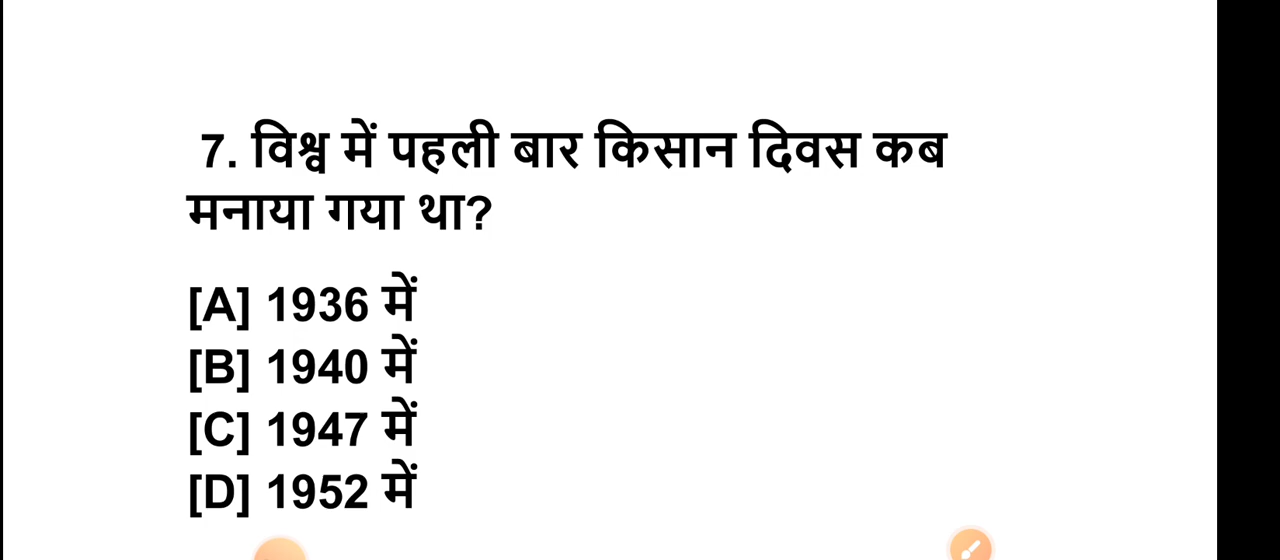 7. विश्व में पहली बार किसान दिवस कब
मनाया गया था?
[A] 1936 में
[B] 1940 में
[C] 1947 में
[D] 1952 में